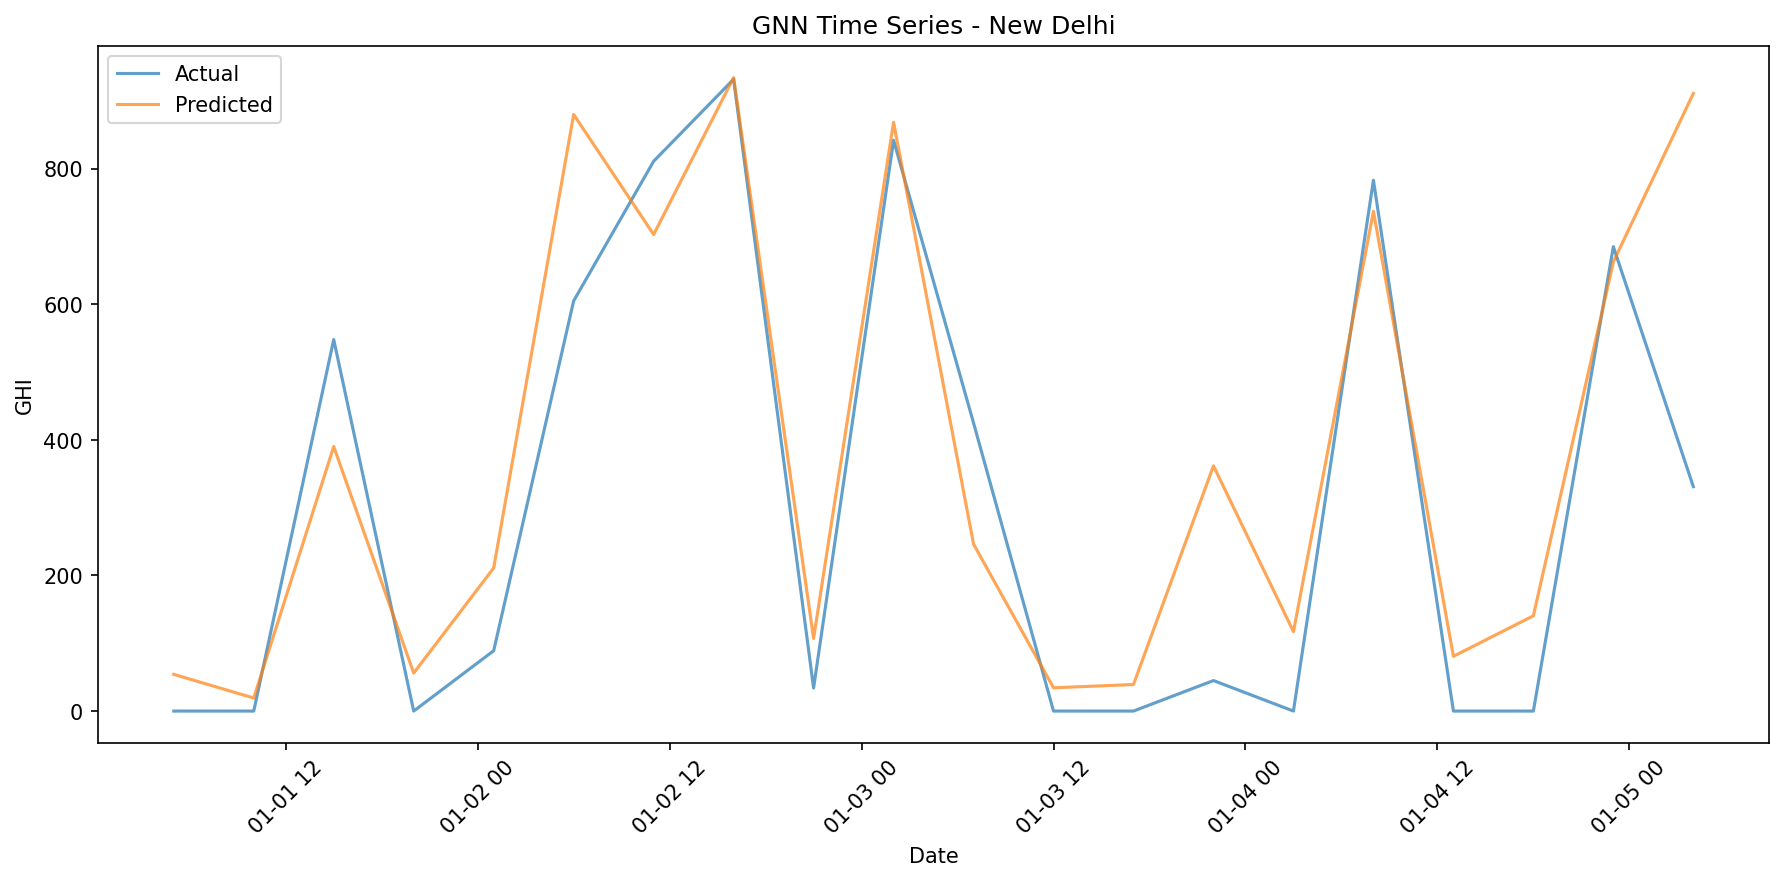 GNN Time Series - New Delhi
Actual
Predicted
GHI
800
600
400
200
0
01-01 12
01-02 00
01-02 12
01-03 00
01-03 12
01-04 00
01-04 12
01-05 00
Date